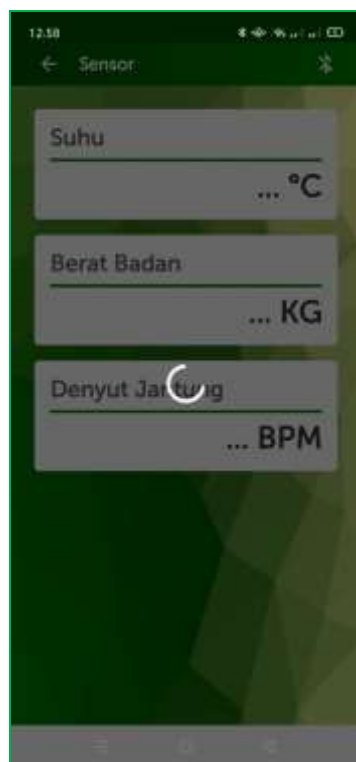 12.58
Sensor
Suhu
... °C
Berat Badan
... KG
Denyut Jantung
... BPM